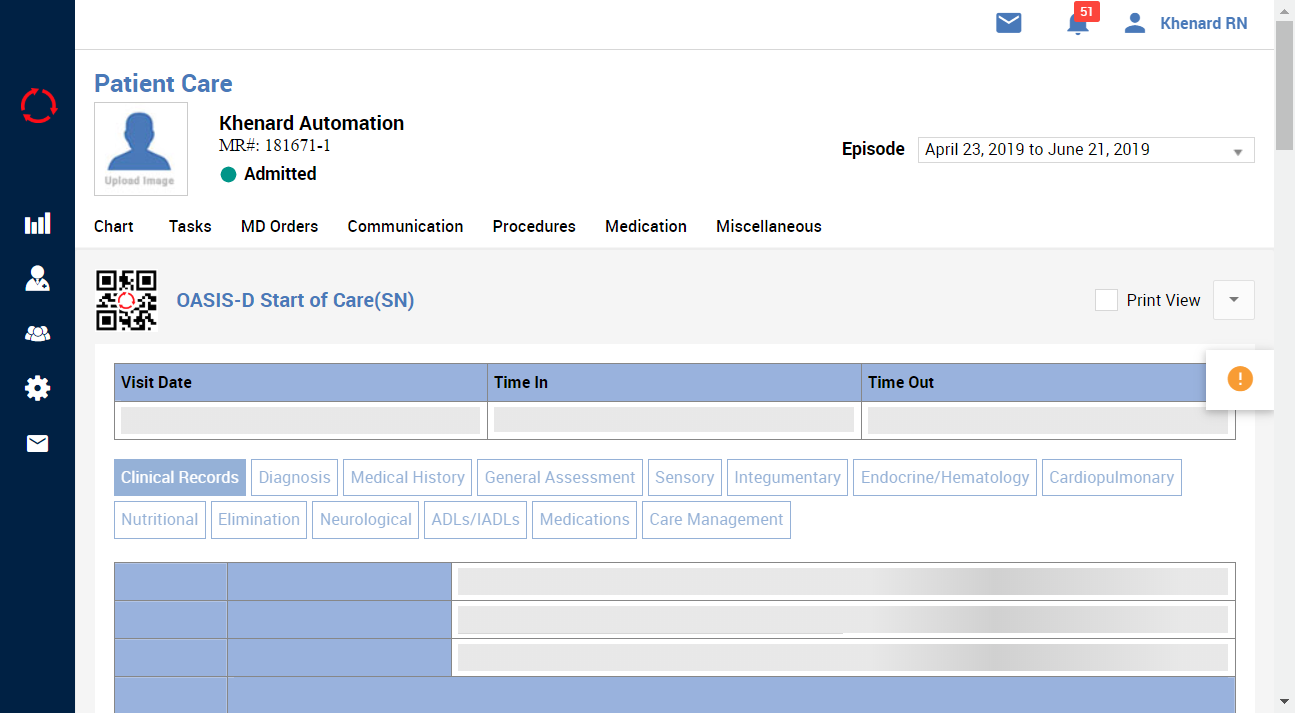 51
Khenard RN
Patient Care
Upload Image
Khenard Automation
MR#: 181671-1
Admitted
Episode April 23, 2019 to June 21, 2019
Chart Tasks MD Orders Communication Procedures Medication Miscellaneous
OASIS-D Start of Care(SN)
Print View
Visit Date Time In Time Out
!
Clinical Records Diagnosis Medical History General Assessment Sensory Integumentary Endocrine/Hematology Cardiopulmonary
Nutritional Elimination Neurological ADLs/IADLs Medications Care Management